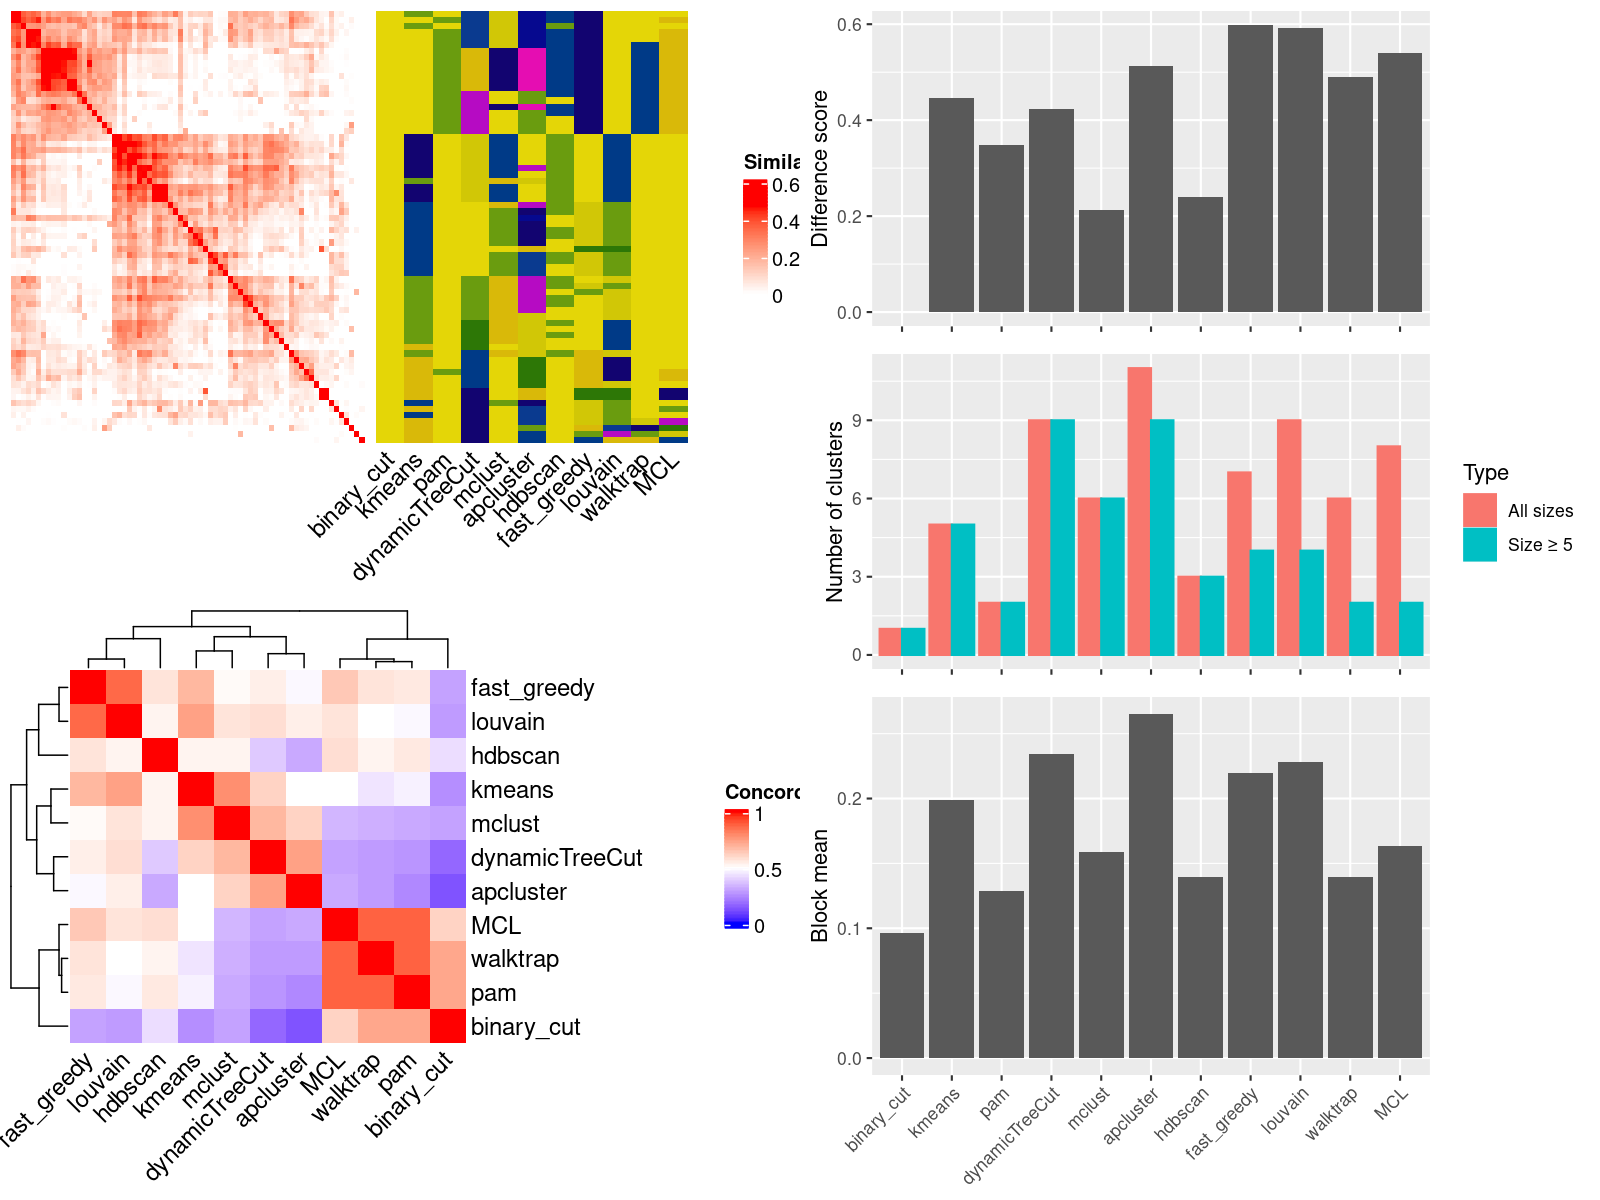 Simila
0.6
0.4
0.2
0
binary_cut
kmeans
pam
dynamicTreeCut
mclust
apcluster
hdbscan
fast_greedy
louvain
walktrap
MCL
fast_greedy
louvain
hdbscan
kmeans
mclust
dynamicTreeCut
apcluster
MCL
walktrap
pam
binary_cut
Concord
1
0.5
0
fast_greedy
louvain
hdbscan
kmeans
mclust
dynamicTreeCut
apcluster
MCL
walktrap
pam
binary_cut
Difference score
0.6
0.4
0.2
0.0
Number of clusters
9
6
3
0
Type
All sizes
Size ≥ 5
Block mean
0.2
0.1
0.0
binary_cut
kmeans
pam
dynamicTreeCut
mclust
apcluster
hdbscan
fast_greedy
louvain
walktrap
MCL